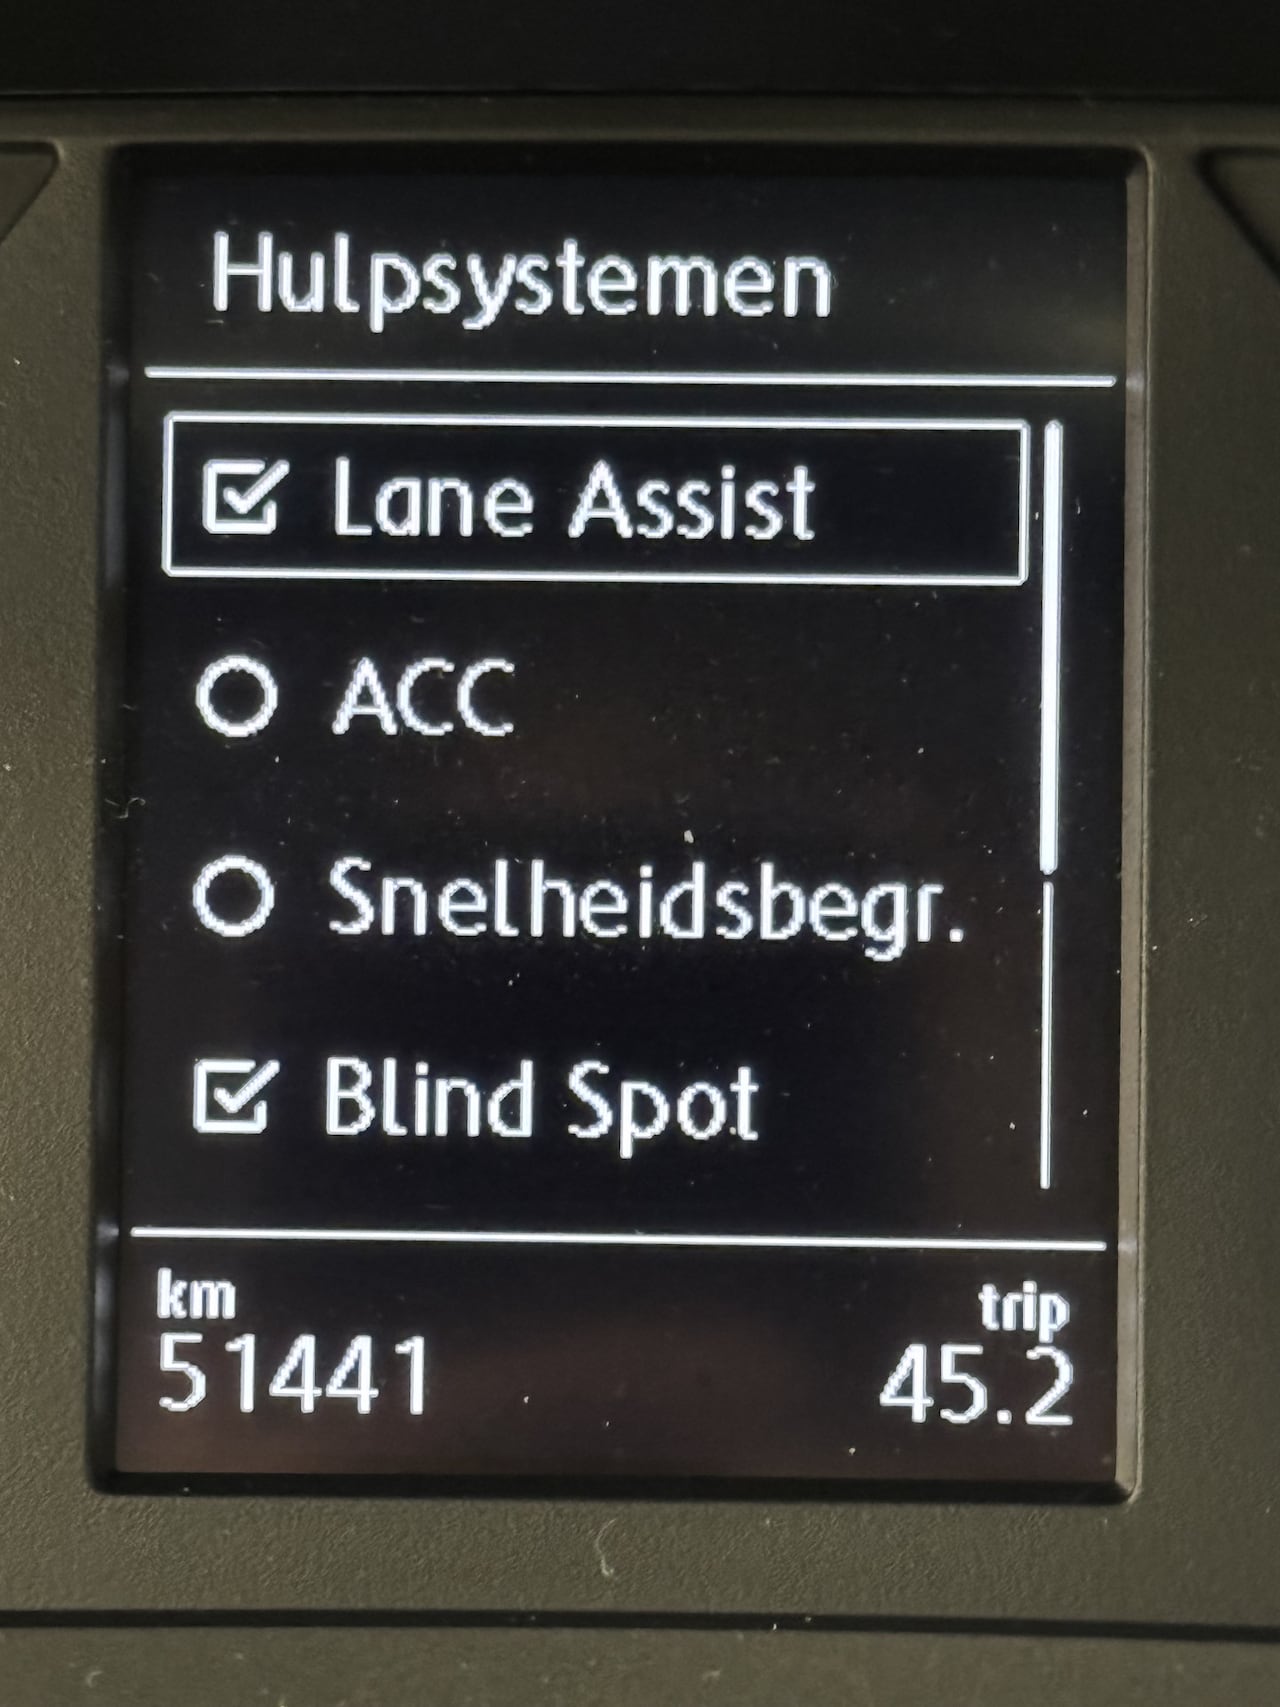 Hulpsystemen
Lane Assist
ACC
Snelheidsbegr.
Blind Spot
km trip
51441 45.2